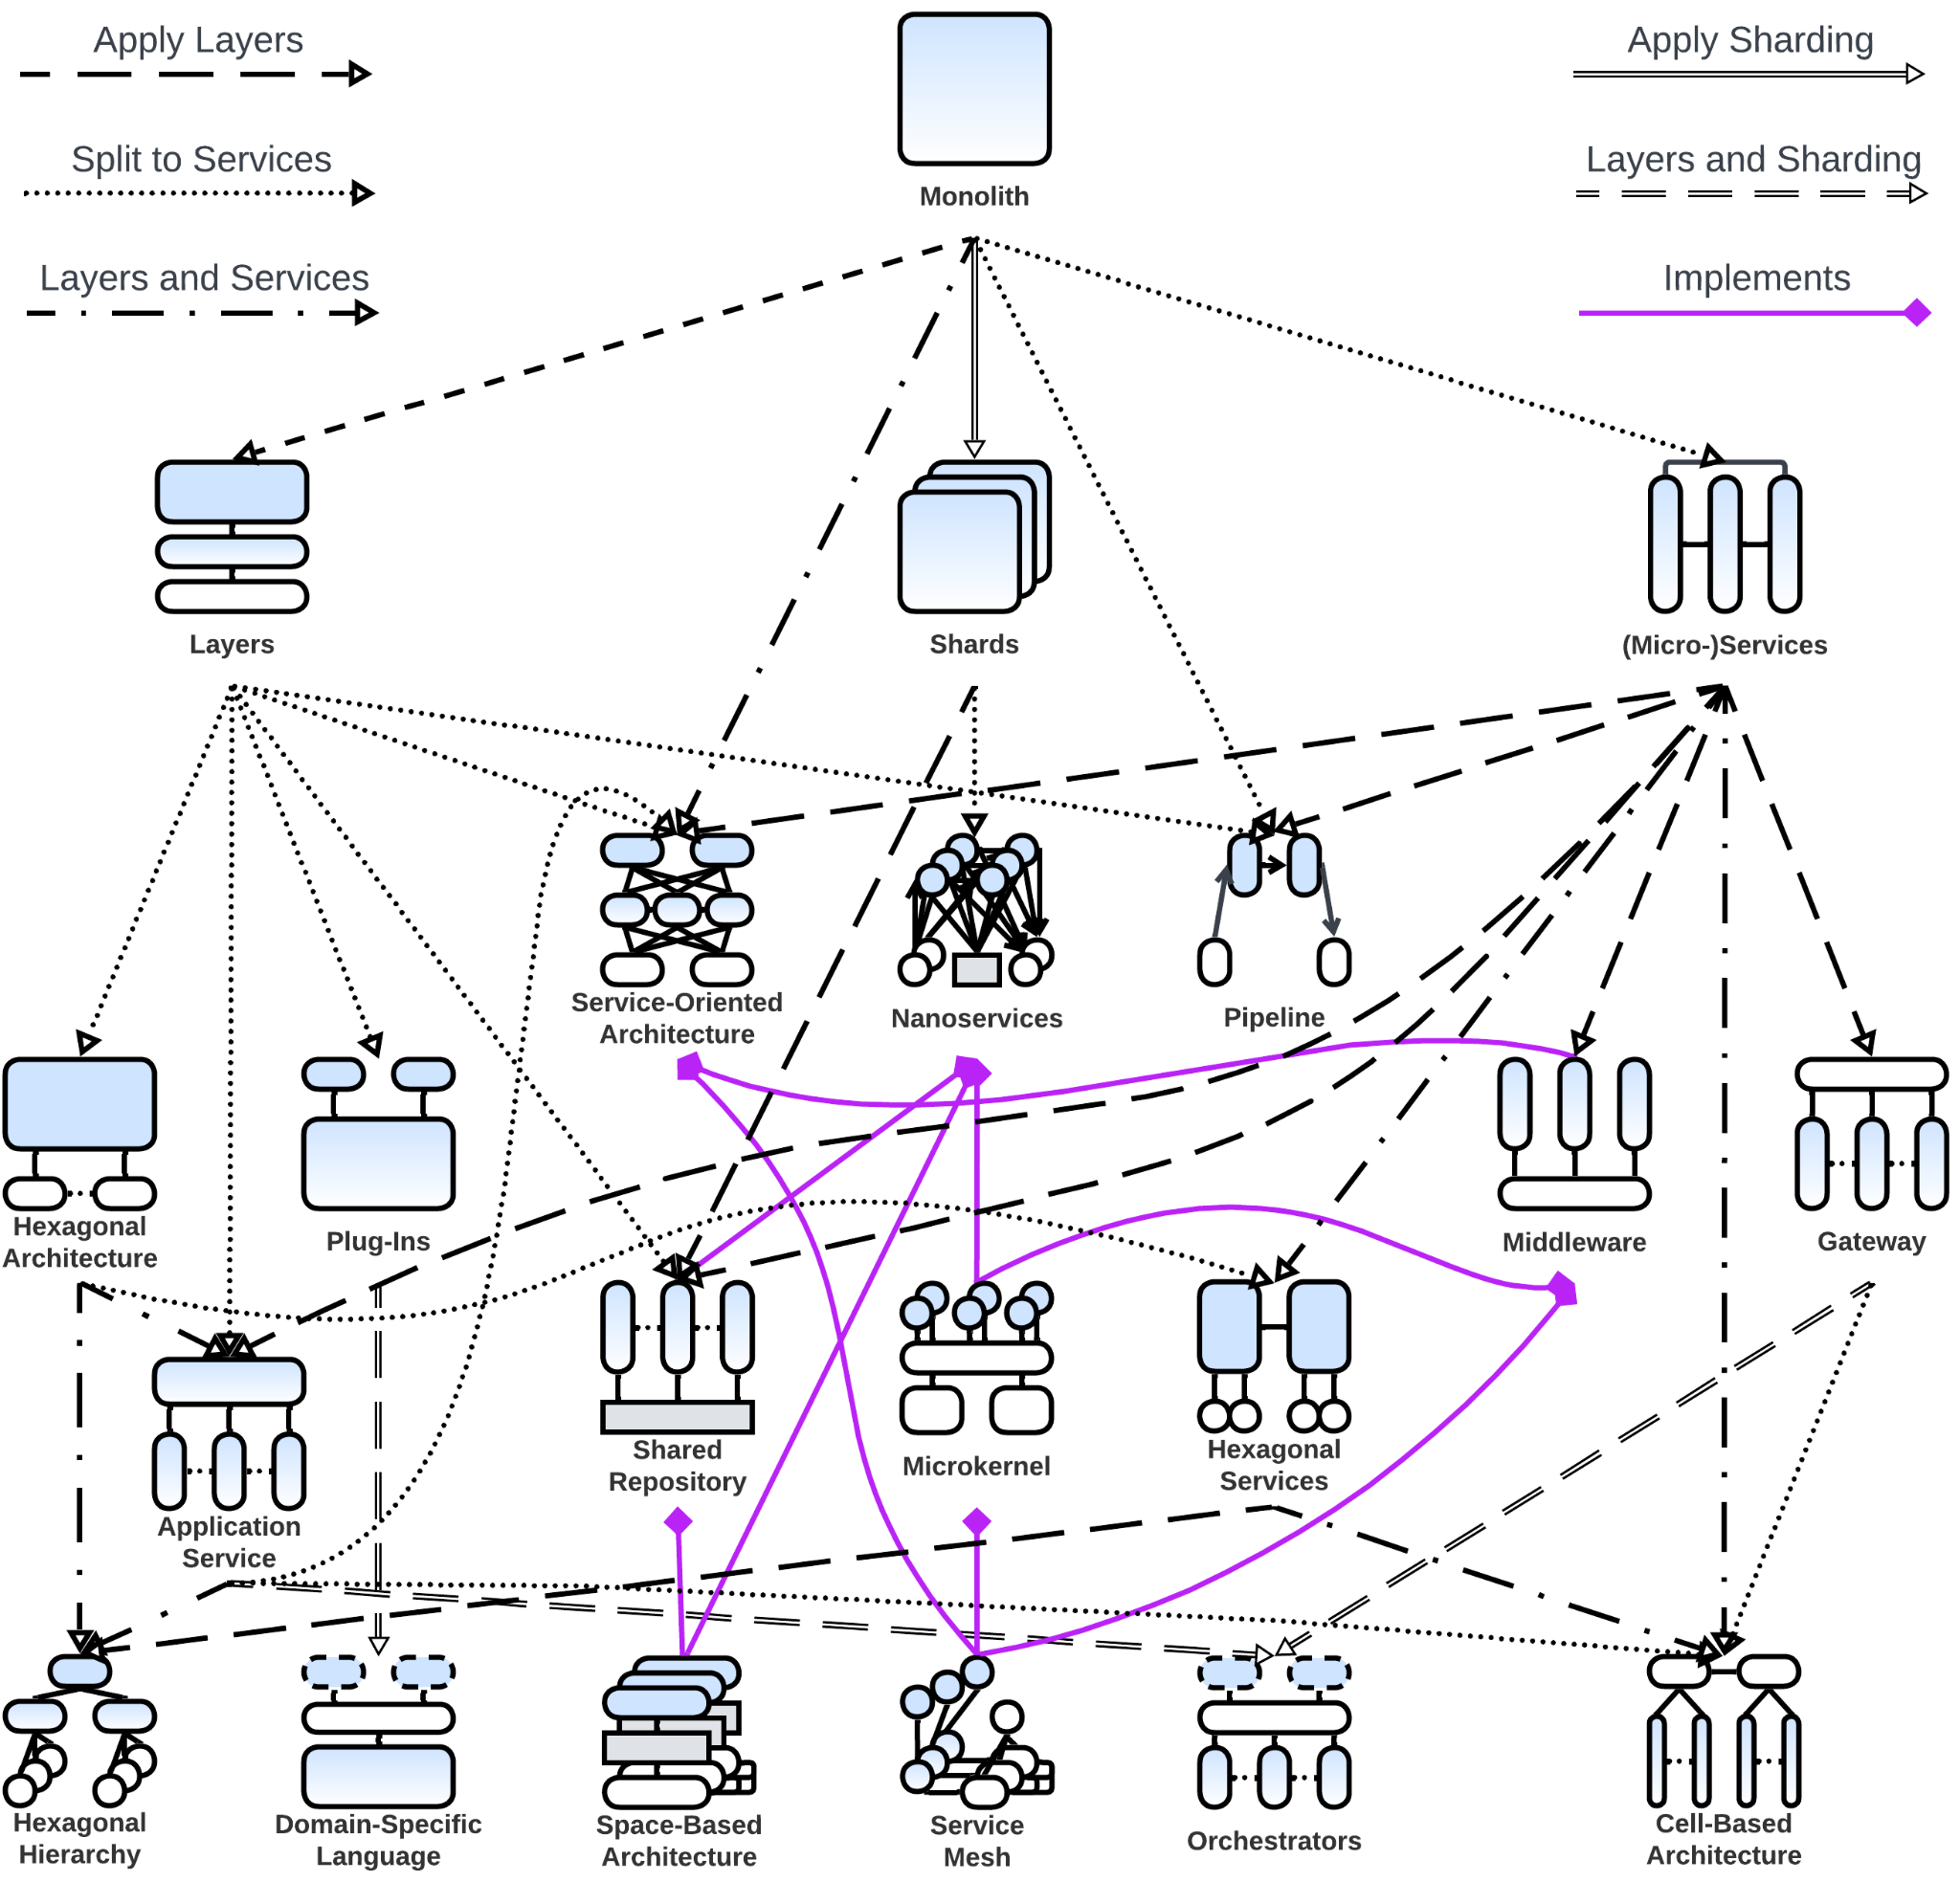 Apply Layers
Apply Sharding
Split to Services
Layers and Sharding
Monolith
Layers and Services
Implements
Layers
Shards
(Micro-)Services
Service-Oriented
Architecture
Nanoservices
Pipeline
Hexagonal
Architecture
Plug-Ins
Middleware
Gateway
Shared
Repository
Microkernel
Hexagonal
Services
Application
Service
Hexagonal
Hierarchy
Domain-Specific
Language
Space-Based
Architecture
Service
Mesh
Orchestrators
Cell-Based
Architecture